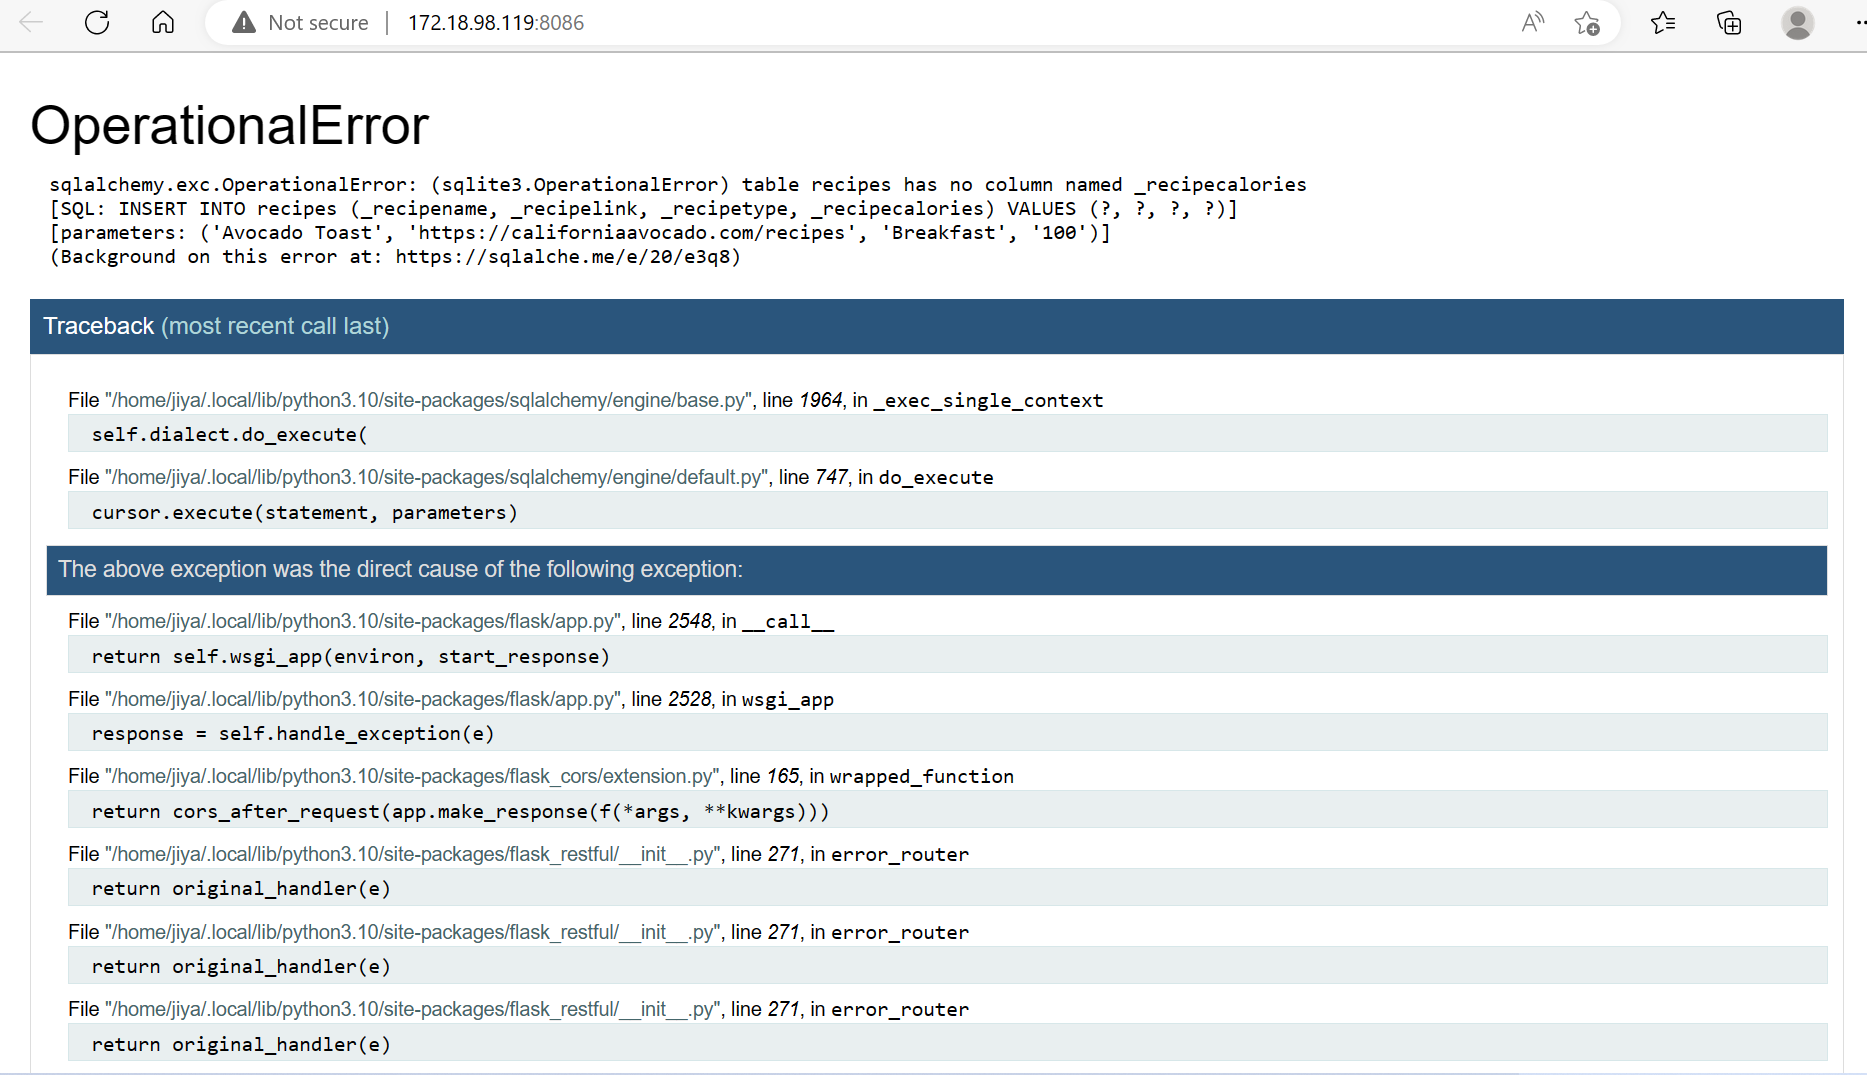 Not secure | 172.18.98.119:8086
OperationalError
sqlalchemy.exc.OperationalError: (sqlite3.OperationalError) table recipes has no column named _recipecalories
[SQL: INSERT INTO recipes (_recipename, _recipelink, _recipetype, _recipecalories) VALUES (?, ?, ?, ?)]
[parameters: ('Avocado Toast', 'https://californiaavocado.com/recipes', 'Breakfast', '100')]
(Background on this error at: https://sqlalche.me/e/20/e3q8)
Traceback (most recent call last)
File "/home/jiya/.local/lib/python3.10/site-packages/sqlalchemy/engine/base.py", line 1964, in _exec_single_context
self.dialect.do_execute(
File "/home/jiya/.local/lib/python3.10/site-packages/sqlalchemy/engine/default.py", line 747, in do_execute
cursor.execute(statement, parameters)
The above exception was the direct cause of the following exception:
File "/home/jiya/.local/lib/python3.10/site-packages/flask/app.py", line 2548, in __call__
return self.wsgi_app(environ, start_response)
File "/home/jiya/.local/lib/python3.10/site-packages/flask/app.py", line 2528, in wsgi_app
response = self.handle_exception(e)
File "/home/jiya/.local/lib/python3.10/site-packages/flask_cors/extension.py", line 165, in wrapped_function
return cors_after_request(app.make_response(f(*args, **kwargs)))
File "/home/jiya/.local/lib/python3.10/site-packages/flask_restful/__init__.py", line 271, in error_router
return original_handler(e)
File "/home/jiya/.local/lib/python3.10/site-packages/flask_restful/__init__.py", line 271, in error_router
return original_handler(e)
File "/home/jiya/.local/lib/python3.10/site-packages/flask_restful/__init__.py", line 271, in error_router
return original_handler(e)